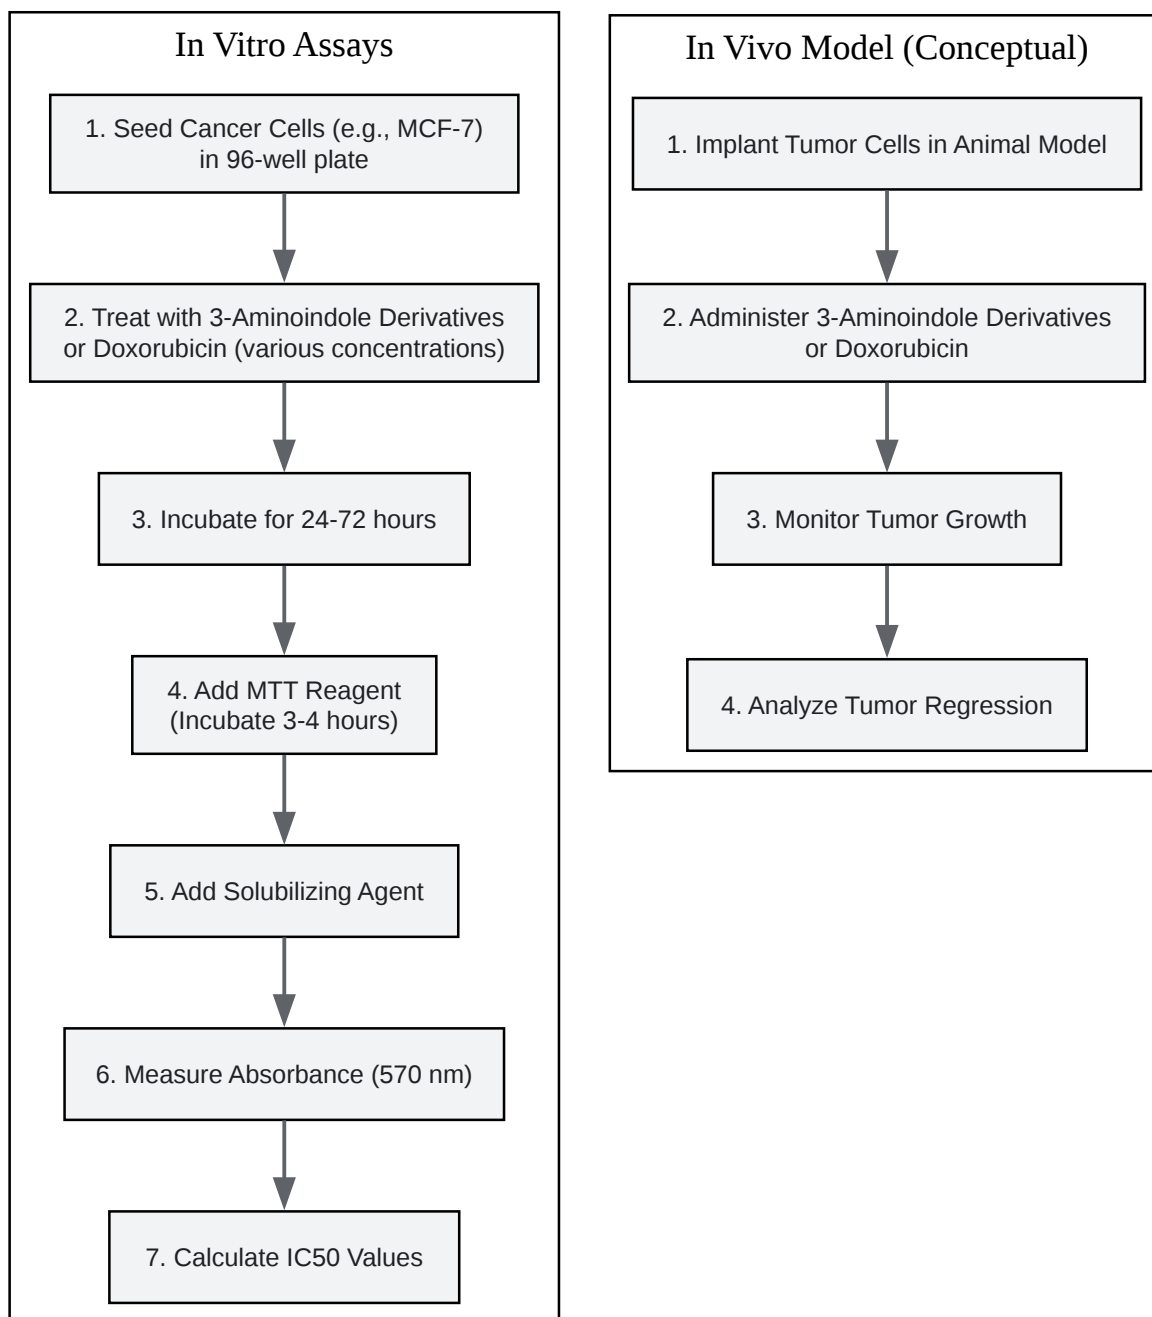 In Vitro Assays
1. Seed Cancer Cells (e.g., MCF-7)
in 96-well plate
2. Treat with 3-Aminoindole Derivatives
or Doxorubicin (various concentrations)
3. Incubate for 24-72 hours
4. Add MTT Reagent
(Incubate 3-4 hours)
5. Add Solubilizing Agent
6. Measure Absorbance (570 nm)
7. Calculate IC50 Values
In Vivo Model (Conceptual)
1. Implant Tumor Cells in Animal Model
2. Administer 3-Aminoindole Derivatives
or Doxorubicin
3. Monitor Tumor Growth
4. Analyze Tumor Regression